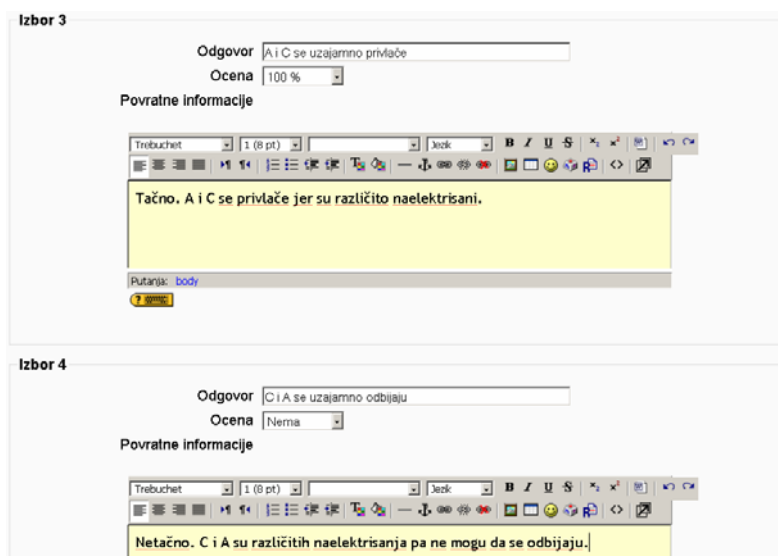 Izbor 3
Odgovor A i C se uzajamno privlače
Ocena 100 %
Povratne informacije
Trebuchet 1 (8 pt) Jezik B I U S
Tačno. A i C se privlače jer su različito naelektrisani.
Putanja: body
Izbor 4
Odgovor C i A se uzajamno odbijaju
Ocena Nema
Povratne informacije
Trebuchet 1 (8 pt) Jezik B I U S
Netačno. C i A su različitih naelektrisanja pa ne mogu da se odbijaju.